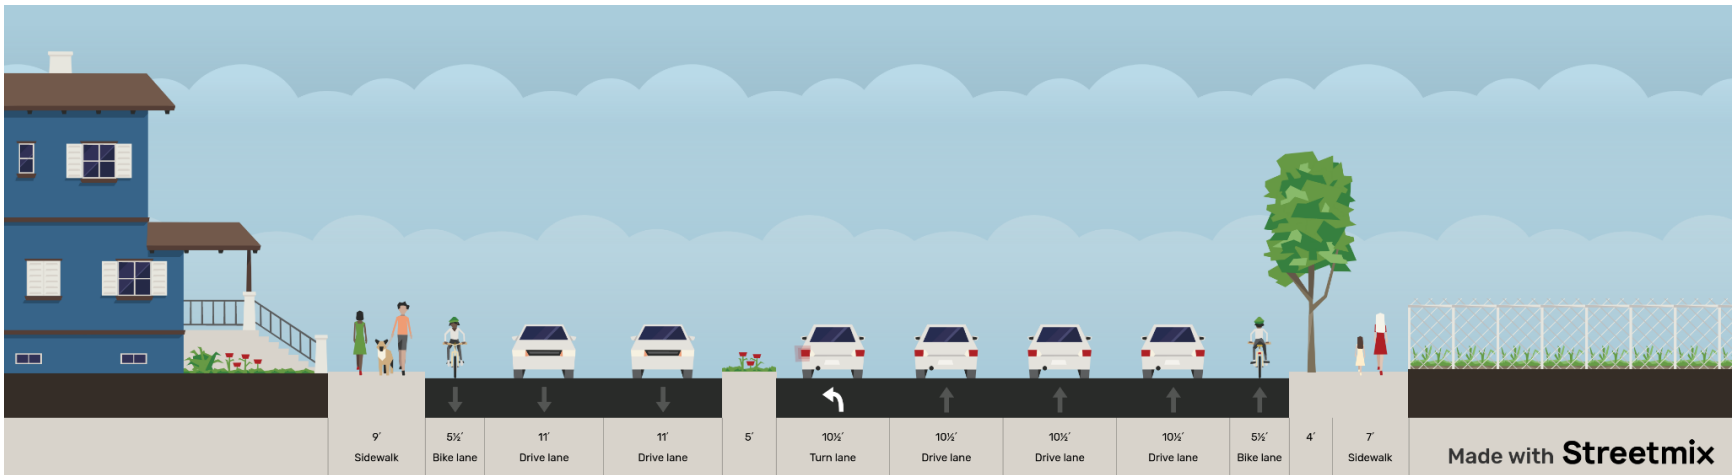 9′
Sidewalk
5½′
Bike lane
11′
Drive lane
11′
Drive lane
5′
10½′
Turn lane
10½′
Drive lane
10½′
Drive lane
10½′
Drive lane
5½′
Bike lane
4′
7′
Sidewalk
Made with Streetmix